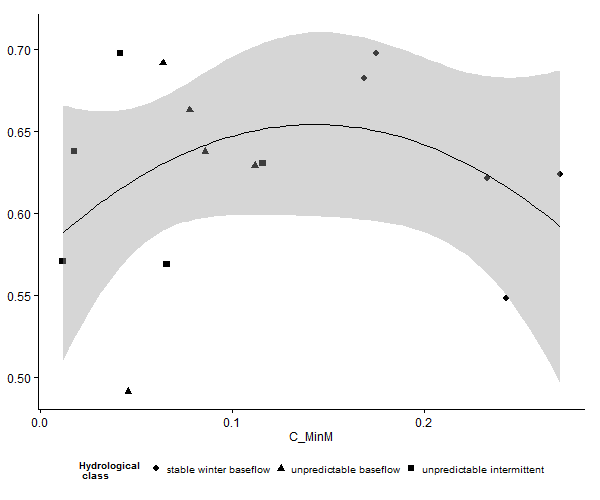 0.70
0.65
0.60
0.55
0.50
0.0 0.1 0.2
C_MinM
Hydrological
class
stable winter baseflow unpredictable baseflow unpredictable intermittent